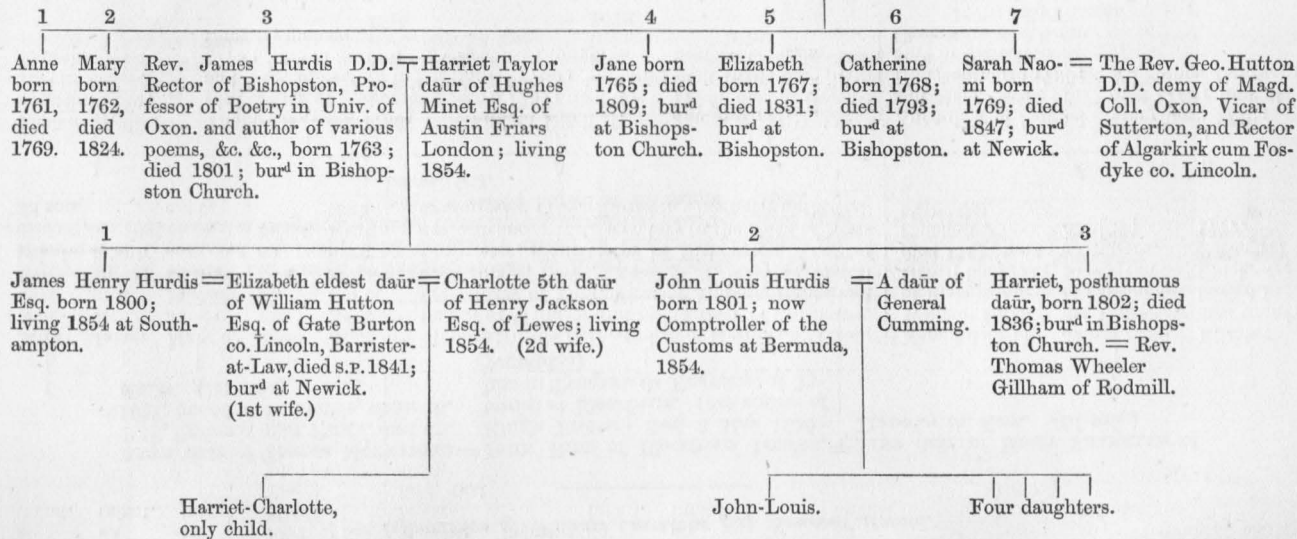 1
2
3
4
5
6
7
Anne
born
1761,
died
1769.
Mary
born
1762,
died
1824.
Rev. James Hurdis D.D.
Rector of Bishopston, Pro-
fessor of Poetry in Univ. of
Oxon. and author of various
poems, &c. &c., born 1763;
died 1801; burᵈ in Bishop-
ston Church.
=
Harriet Taylor
daũr of Hughes
Minet Esq. of
Austin Friars
London; living
1854.
Jane born
1765; died
1809; burᵈ
at Bishops-
ton Church.
Elizabeth
born 1767;
died 1831;
burᵈ at
Bishopston.
Catherine
born 1768;
died 1793;
burᵈ at
Bishopston.
Sarah Nao-
mi born
1769; died
1847; burᵈ
at Newick.
=
The Rev. Geo. Hutton
D.D. demy of Magd.
Coll. Oxon, Vicar of
Sutterton, and Rector
of Algarkirk cum Fos-
dyke co. Lincoln.
1
2
3
James Henry Hurdis
Esq. born 1800;
living 1854 at South-
ampton.
=
Elizabeth eldest daũr
of William Hutton
Esq. of Gate Burton
co. Lincoln, Barrister-
at-Law, died S.P. 1841;
burᵈ at Newick.
(1st wife.)
=
Charlotte 5th daũr
of Henry Jackson
Esq. of Lewes; living
1854. (2d wife.)
John Louis Hurdis
born 1801; now
Comptroller of the
Customs at Bermuda,
1854.
=
A daũr of
General
Cumming.
Harriet, posthumous
daũr, born 1802; died
1836; burᵈ in Bishops-
ton Church. = Rev.
Thomas Wheeler
Gillham of Rodmill.
Harriet-Charlotte,
only child.
John-Louis.
Four daughters.